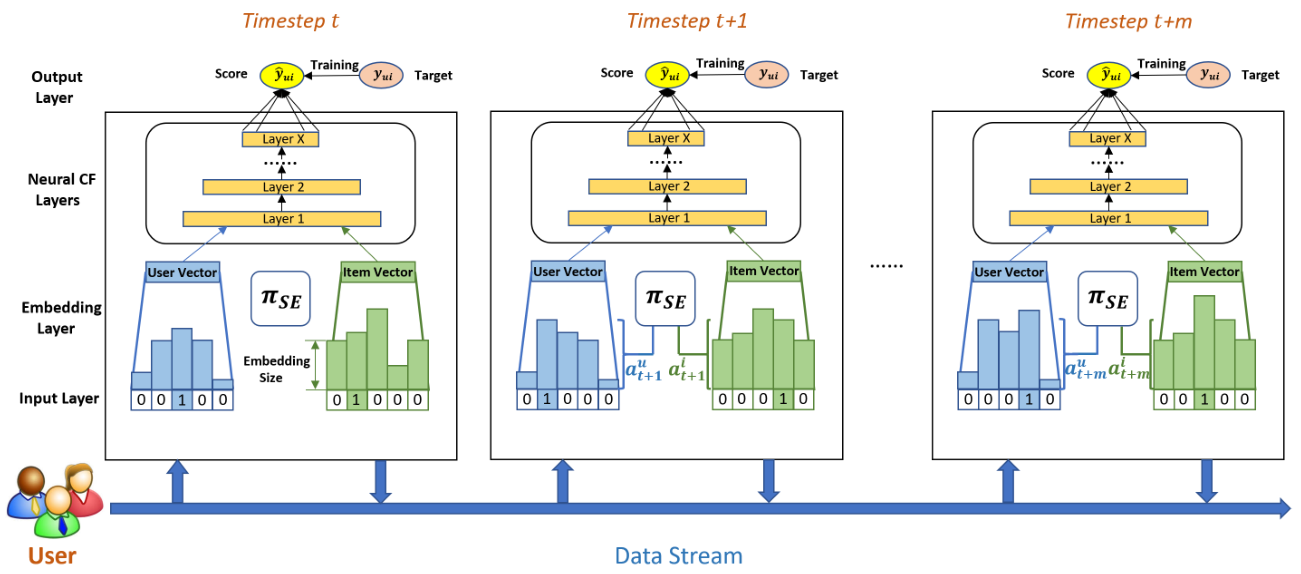 Timestep t
Timestep t+1
Timestep t+m
Output Layer
Score ŷui Training yui Target
Score ŷui Training yui Target
Score ŷui Training yui Target
Neural CF Layers
Layer X
......
Layer 2
Layer 1
Layer X
......
Layer 2
Layer 1
Layer X
......
Layer 2
Layer 1
......
Embedding Layer
User Vector
πSE
Item Vector
Embedding Size
User Vector
πSE
Item Vector
a^u_{t+1}
a^i_{t+1}
User Vector
πSE
Item Vector
a^u_{t+m}
a^i_{t+m}
Input Layer
0 0 1 0 0
0 1 0 0 0
0 1 0 0 0
0 0 0 1 0
0 0 0 1 0
0 0 1 0 0
User
Data Stream